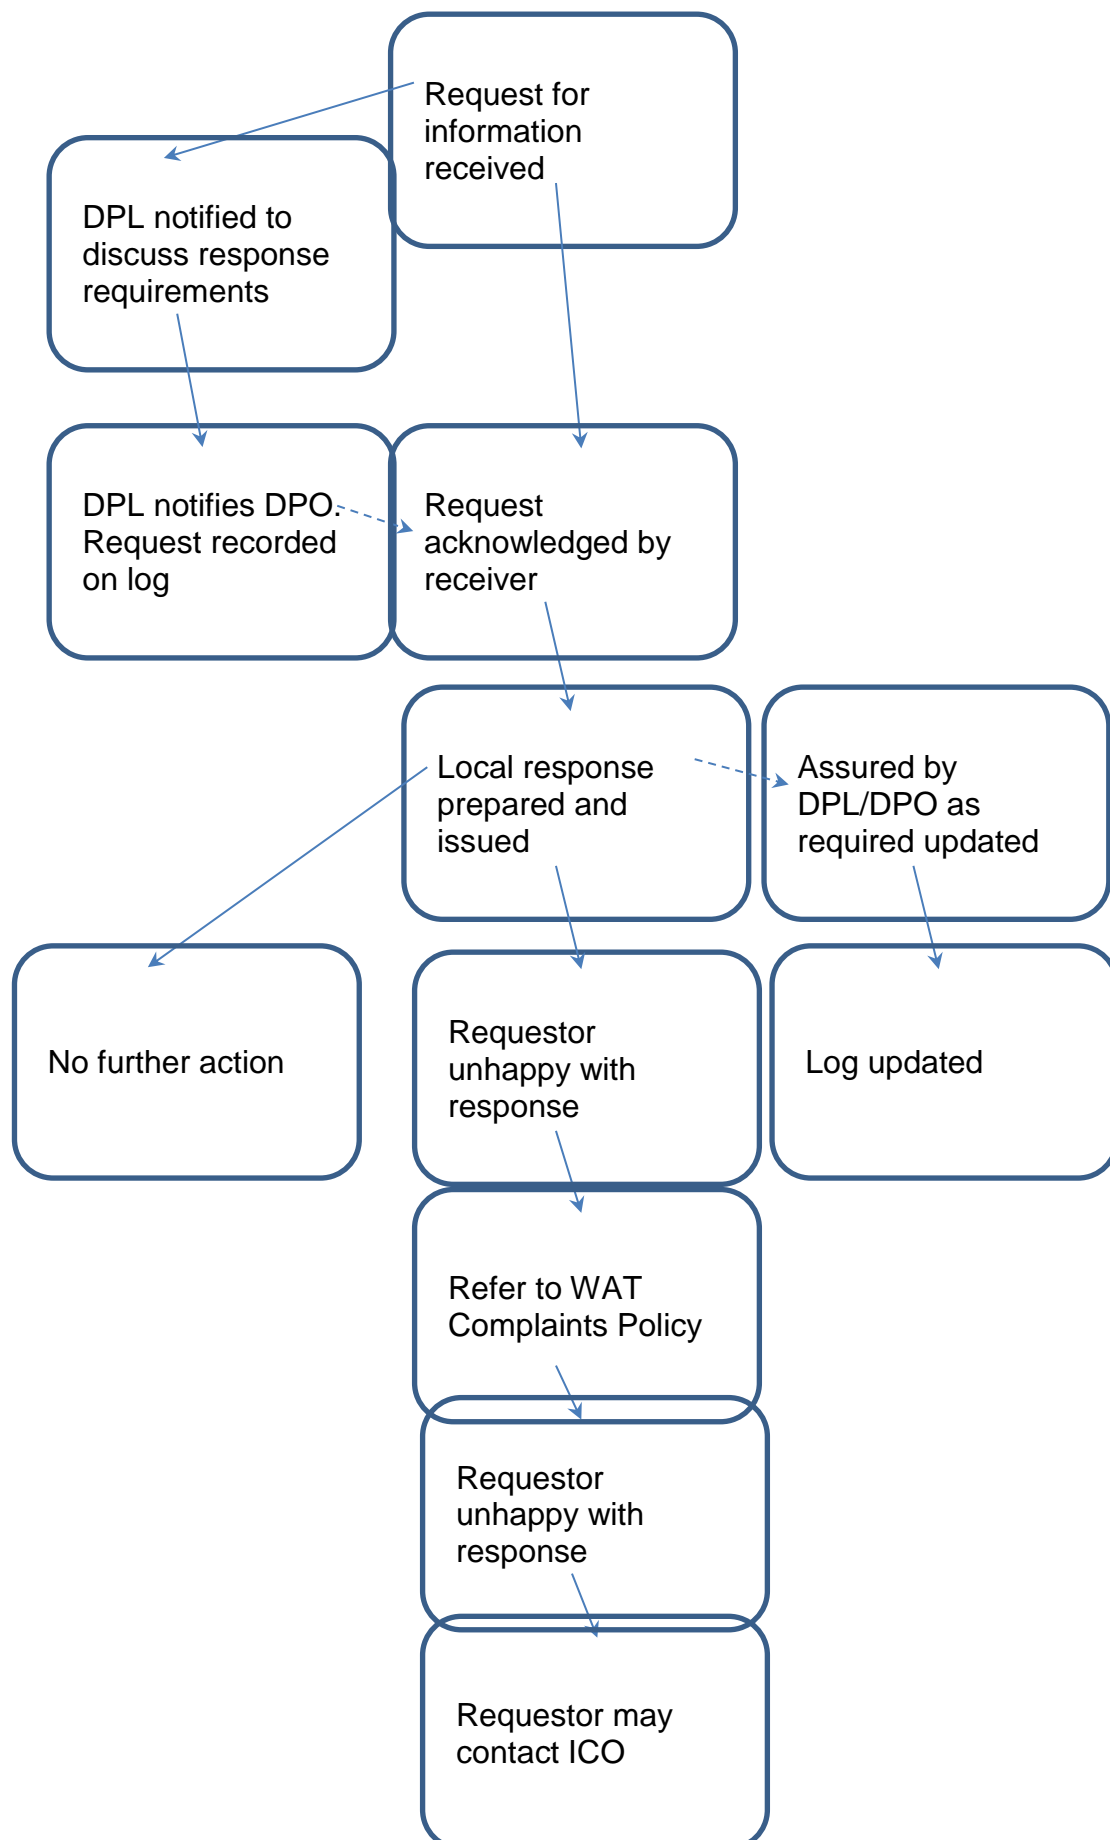 Request for
information
received
DPL notified to
discuss response
requirements
DPL notifies DPO.
Request recorded
on log
Request
acknowledged by
receiver
Local response
prepared and
issued
Assured by
DPL/DPO as
required updated
No further action
Requestor
unhappy with
response
Log updated
Refer to WAT
Complaints Policy
Requestor
unhappy with
response
Requestor may
contact ICO